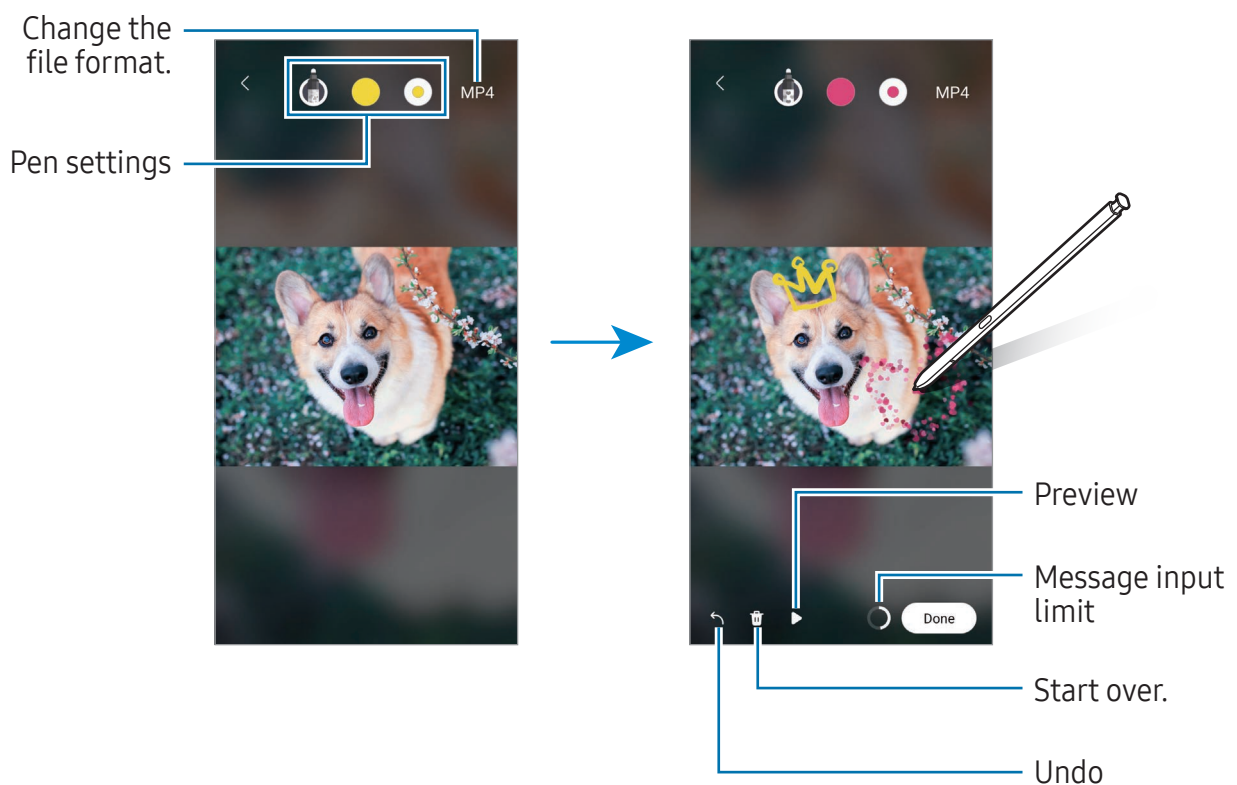 Change the
file format.
MP4
Pen settings
MP4
Preview
Message input
limit
Done
Start over.
Undo